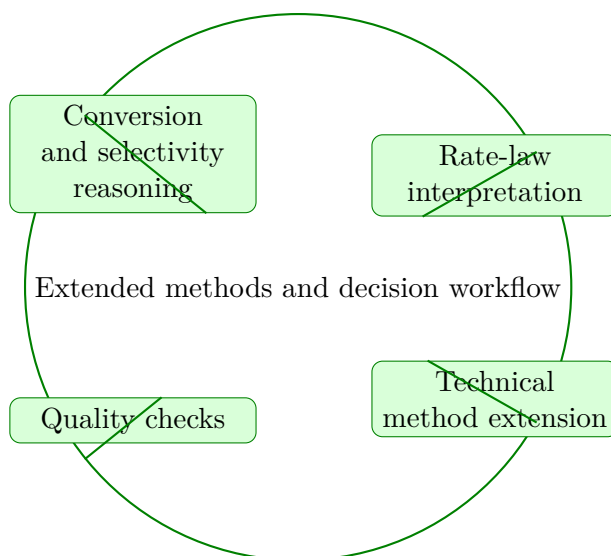 Conversion
and selectivity
reasoning
Rate-law
interpretation
Extended methods and decision workflow
Quality checks
Technical
method extension